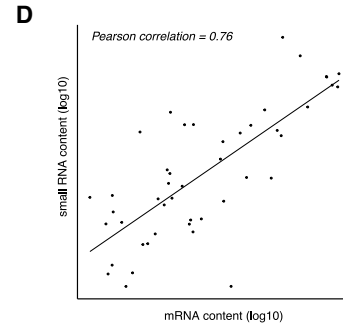 D
Pearson correlation = 0.76
small RNA content (log10)
mRNA content (log10)